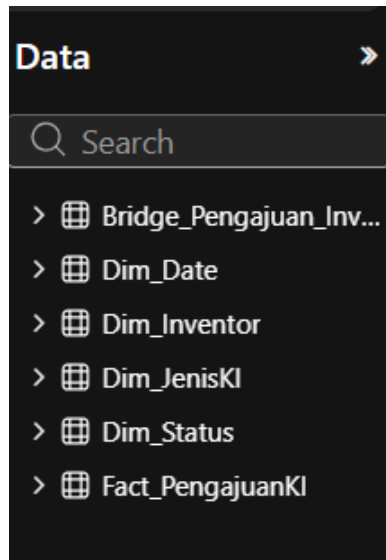 Data
Search
Bridge_Pengajuan_Inv...
Dim_Date
Dim_Inventor
Dim_JenisKI
Dim_Status
Fact_PengajuanKI